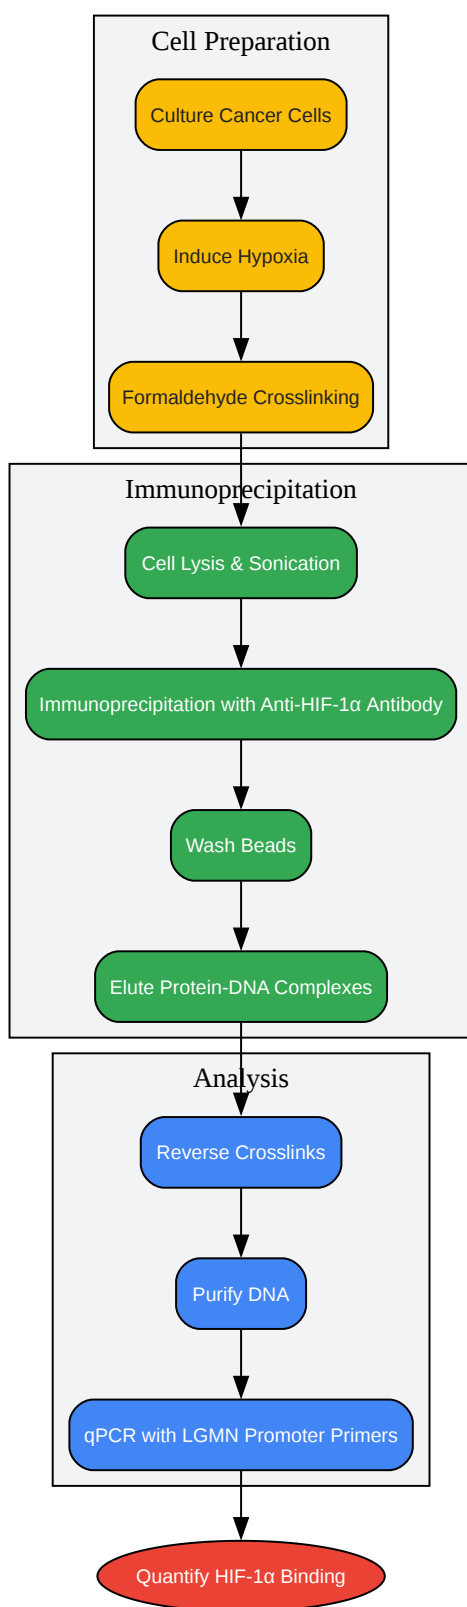 Cell Preparation
Culture Cancer Cells
Induce Hypoxia
Formaldehyde Crosslinking
Immunoprecipitation
Cell Lysis & Sonication
Immunoprecipitation with Anti-HIF-1α Antibody
Wash Beads
Elute Protein-DNA Complexes
Analysis
Reverse Crosslinks
Purify DNA
qPCR with LGMN Promoter Primers
Quantify HIF-1α Binding